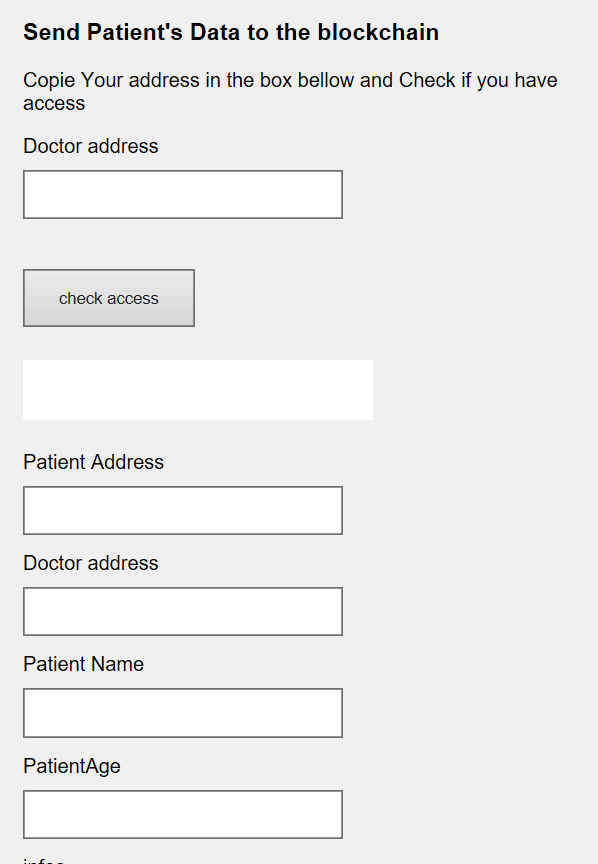 Send Patient's Data to the blockchain
Copie Your address in the box bellow and Check if you have
access
Doctor address
check access
Patient Address
Doctor address
Patient Name
PatientAge